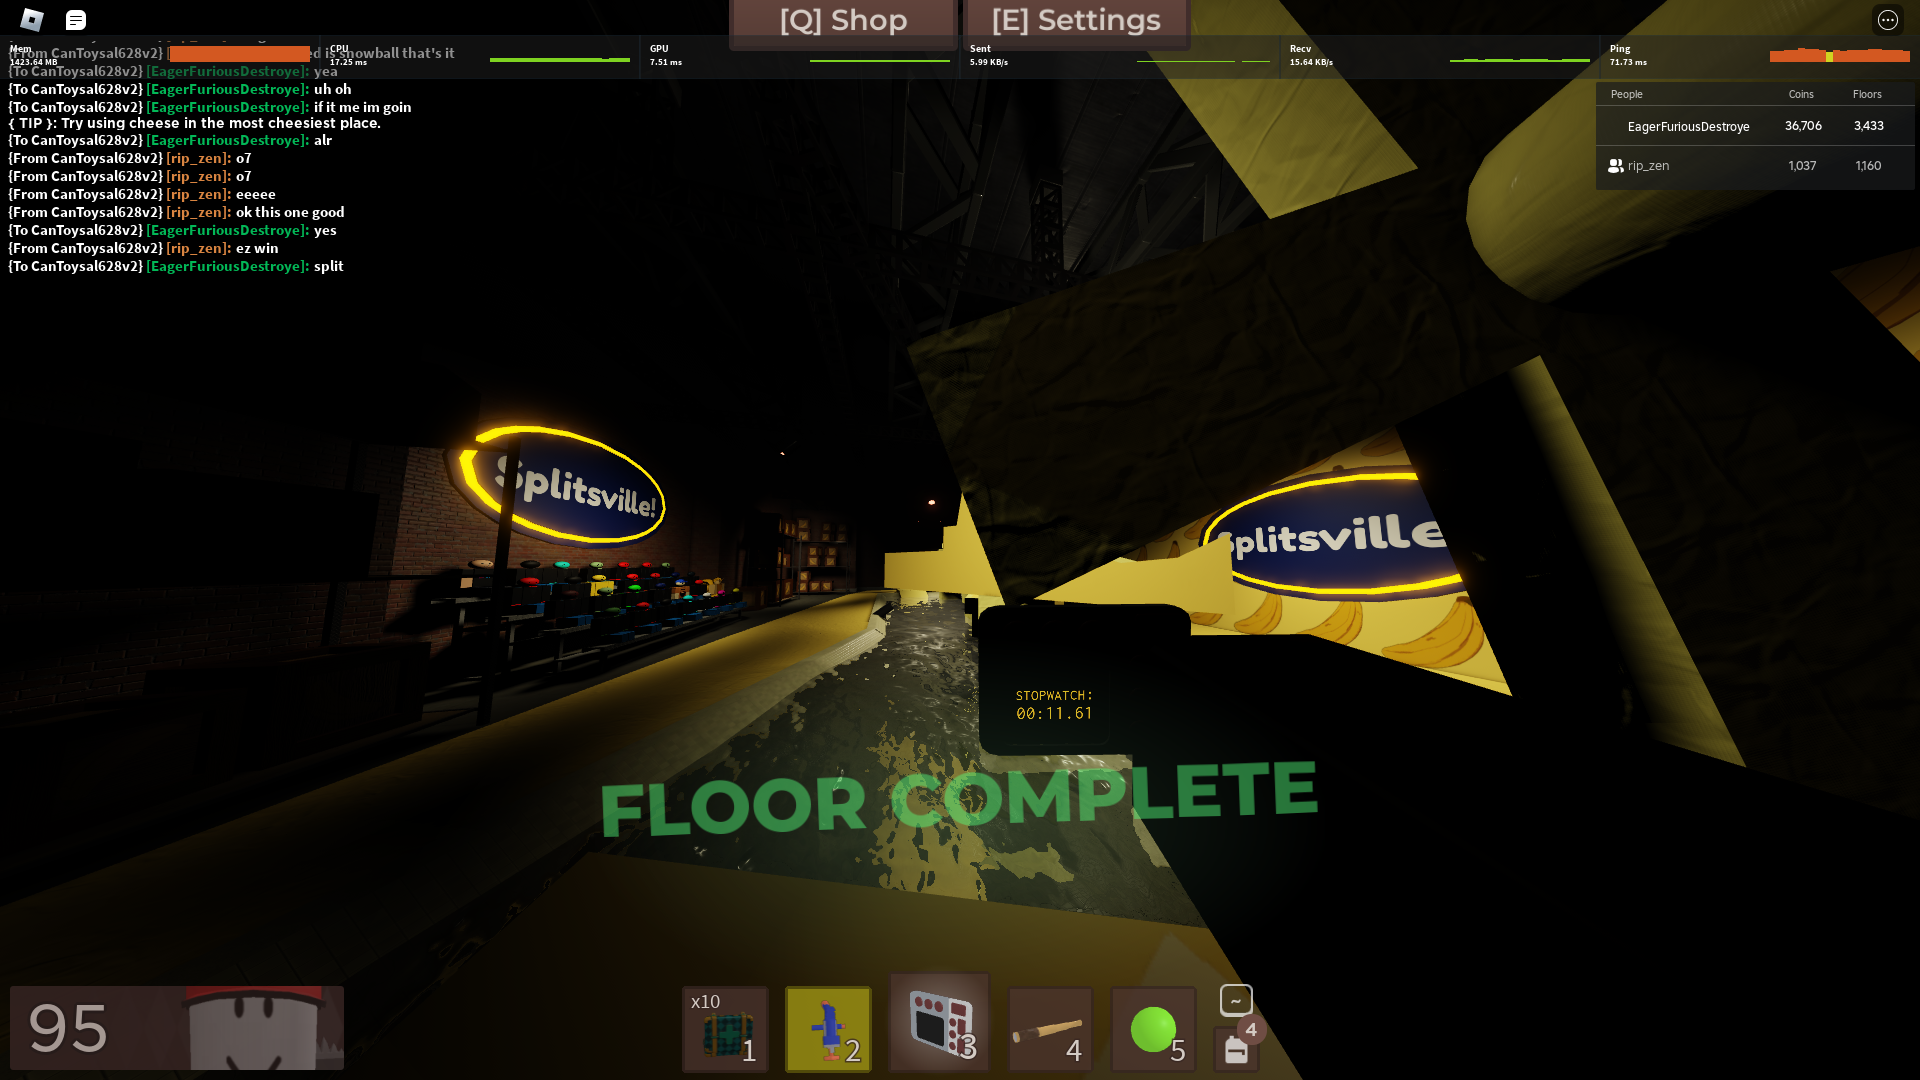 [Q] Shop
[E] Settings
Mem
1423.64 MB
CPU
17.25 ms
GPU
7.51 ms
Sent
5.99 KB/s
Recv
15.64 KB/s
Ping
71.73 ms
{From CanToysal628v2} is snowball that's it
{To CanToysal628v2} [EagerFuriousDestroye]: yea
{To CanToysal628v2} [EagerFuriousDestroye]: uh oh
{To CanToysal628v2} [EagerFuriousDestroye]: if it me im goin
{ TIP }: Try using cheese in the most cheesiest place.
{To CanToysal628v2} [EagerFuriousDestroye]: alr
{From CanToysal628v2} [rip_zen]: o7
{From CanToysal628v2} [rip_zen]: o7
{From CanToysal628v2} [rip_zen]: eeeee
{From CanToysal628v2} [rip_zen]: ok this one good
{To CanToysal628v2} [EagerFuriousDestroye]: yes
{From CanToysal628v2} [rip_zen]: ez win
{To CanToysal628v2} [EagerFuriousDestroye]: split
People Coins Floors
EagerFuriousDestroye 36,706 3,433
rip_zen 1,037 1,160
Splitsville!
Splitsville
STOPWATCH:
00:11.61
FLOOR COMPLETE
95
x10
1
2
3
4
5
~
4